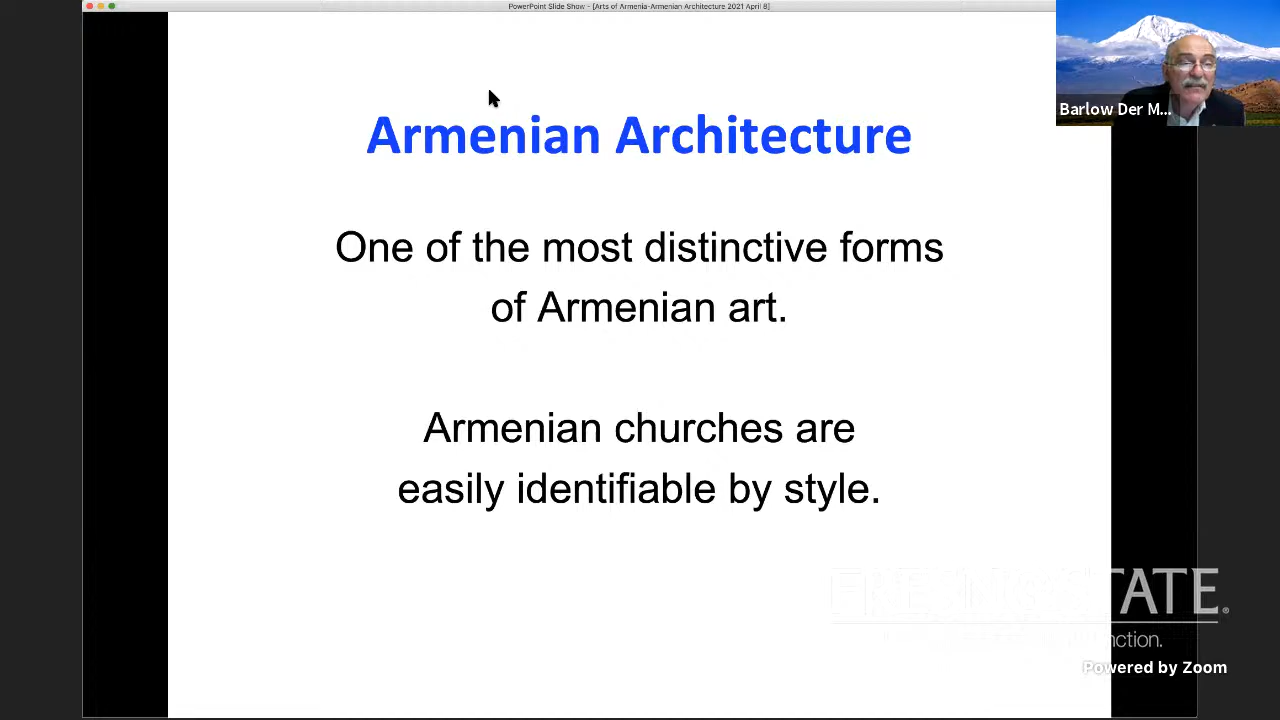 PowerPoint Slide Show - [Arts of Armenia-Armenian Architecture 2021 April 8]
Barlow Der M...
Armenian Architecture
One of the most distinctive forms
of Armenian art.
Armenian churches are
easily identifiable by style.
STATE.
Powered by Zoom